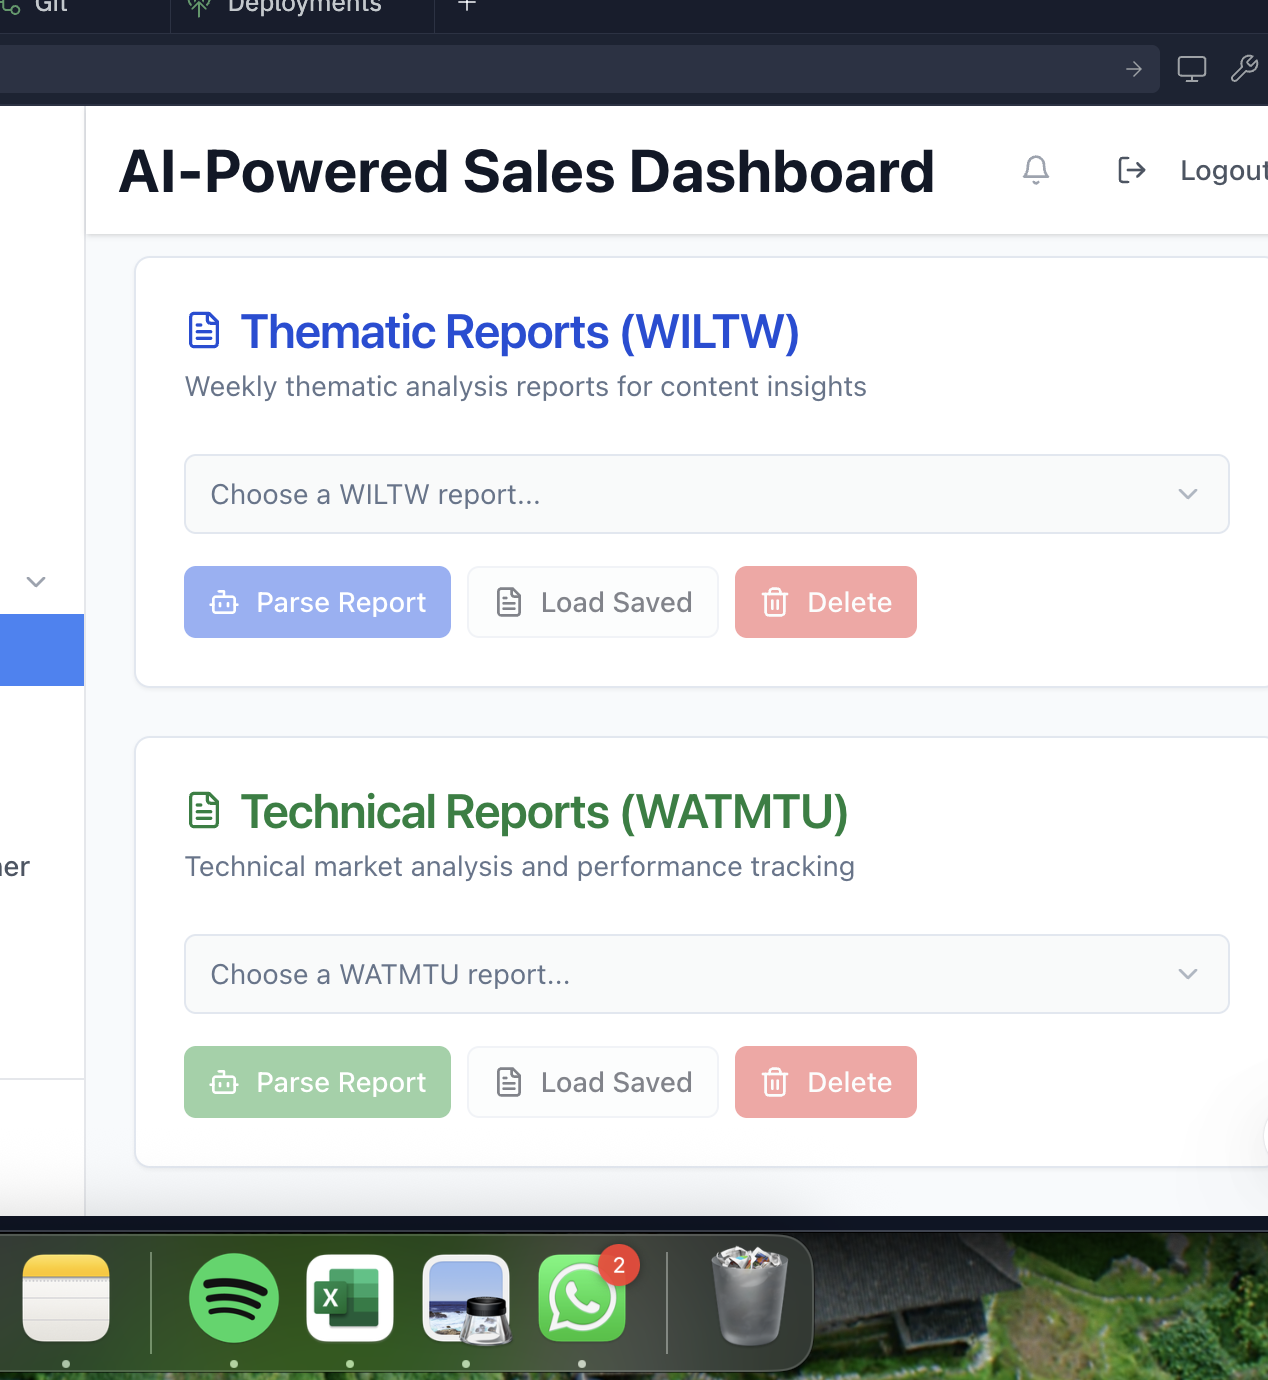 Git
Deployments
AI-Powered Sales Dashboard
Logout
Thematic Reports (WILTW)
Weekly thematic analysis reports for content insights
Choose a WILTW report...
Parse Report
Load Saved
Delete
Technical Reports (WATMTU)
ner
Technical market analysis and performance tracking
Choose a WATMTU report...
Parse Report
Load Saved
Delete
X
2